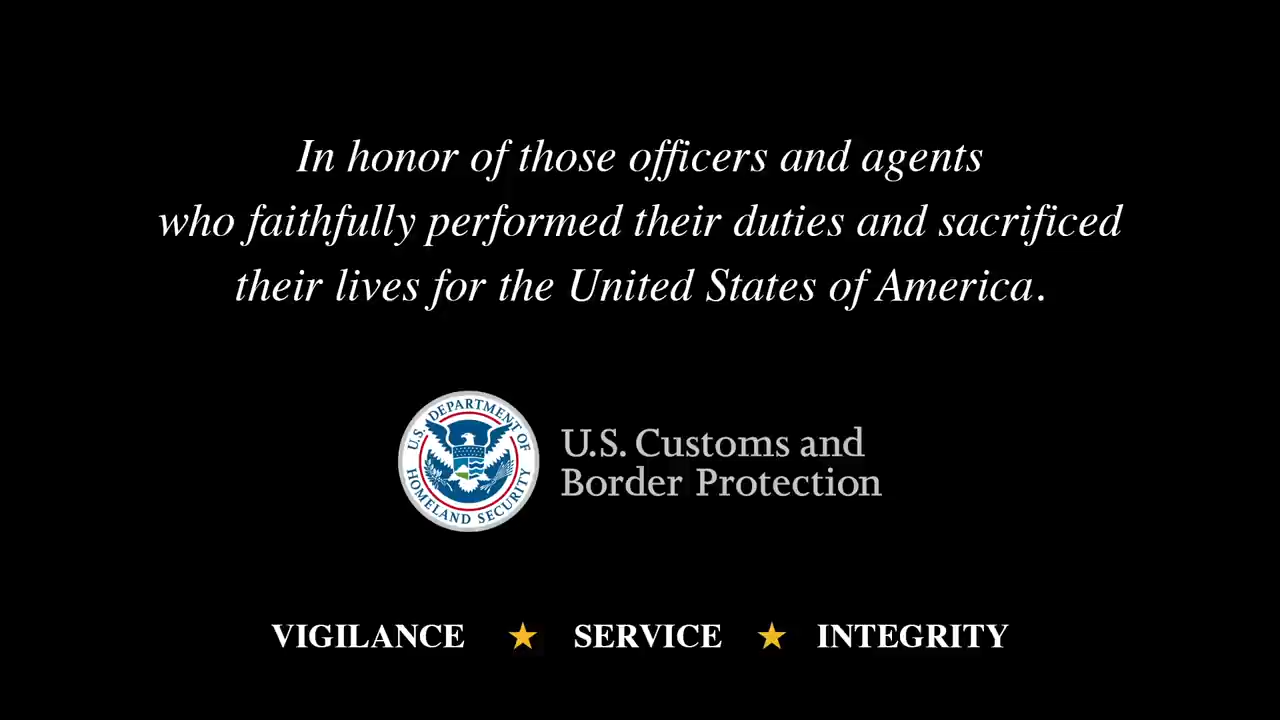 In honor of those officers and agents
who faithfully performed their duties and sacrificed
their lives for the United States of America.
U.S. DEPARTMENT OF
HOMELAND SECURITY
U.S. Customs and
Border Protection
VIGILANCE ★ SERVICE ★ INTEGRITY